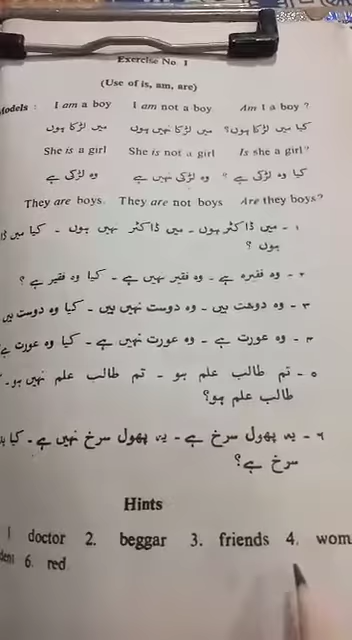 Exercise No. 1
(Use of is, am, are)
Models : I am a boy I am not a boy Am I a boy ?
میں لڑکا ہوں میں لڑکا نہیں ہوں کیا میں لڑکا ہوں؟
She is a girl She is not a girl Is she a girl?
وہ لڑکی ہے وہ لڑکی نہیں ہے کیا وہ لڑکی ہے ؟
They are boys. They are not boys Are they boys?
۱ - میں ڈاکٹر ہوں - میں ڈاکٹر نہیں ہوں - کیا میں
ہوں ؟
۲ - وہ فقیر ہے - وہ فقیر نہیں ہے - کیا وہ فقیر ہے ؟
۳ - وہ دوست ہیں - وہ دوست نہیں ہیں - کیا وہ دوست ہیں
۴ - وہ عورت ہے - وہ عورت نہیں ہے - کیا وہ عورت ہے
۵ - تم طالب علم ہو - تم طالب علم نہیں ہو -
طالب علم ہو؟
۶ - یہ پھول سرخ ہے - یہ پھول سرخ نہیں ہے - کیا
سرخ ہے؟
Hints
1 doctor 2. beggar 3. friends 4. wom
dent 6. red